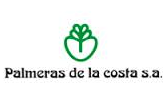 Palmeras de la costa s.a.